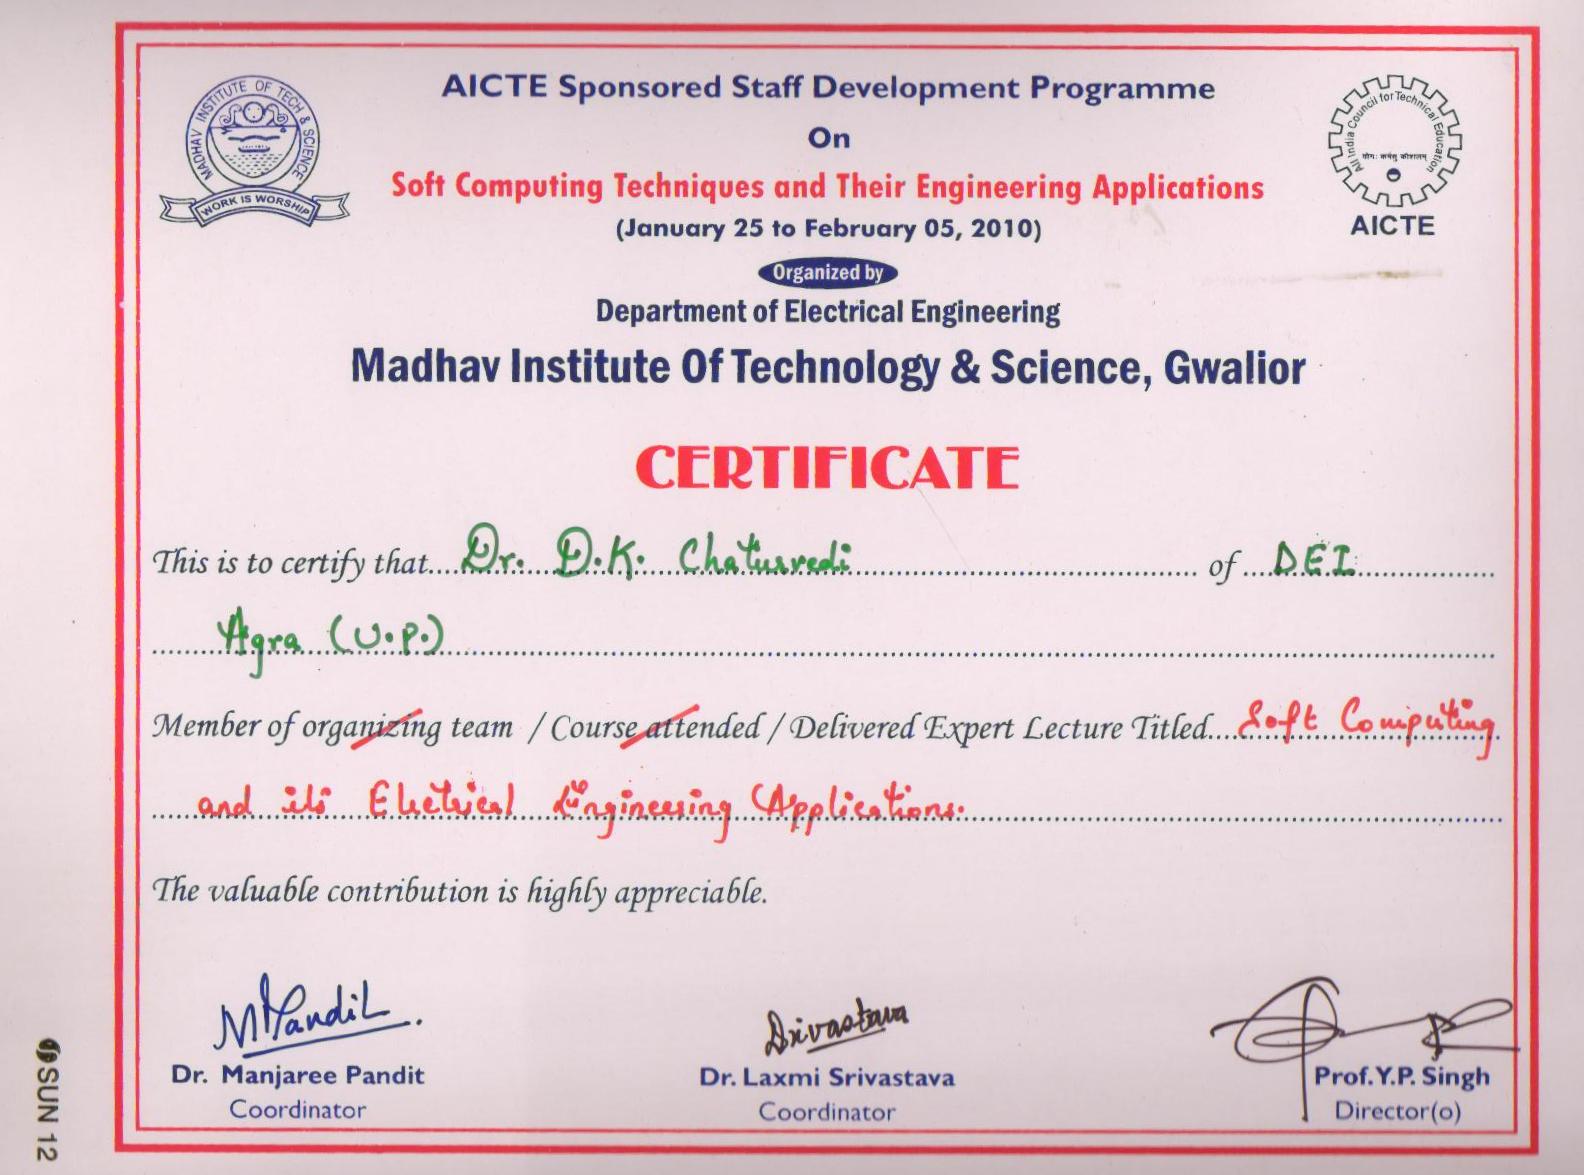 AICTE Sponsored Staff Development Programme
On
Soft Computing Techniques and Their Engineering Applications
(January 25 to February 05, 2010)
Organized by
Department of Electrical Engineering
Madhav Institute Of Technology & Science, Gwalior
MADHAV INSTITUTE OF TECH & SCIENCE
WORK IS WORSHIP
All India Council for Technical Education
योगः कर्मसु कौशलम्
AICTE
CERTIFICATE
This is to certify that Dr. D.K. Chaturvedi of DEI
Agra (U.P.)
Member of organizing team / Course attended / Delivered Expert Lecture Titled Soft Computing
and its Electrical Engineering Applications.
The valuable contribution is highly appreciable.
MPandit.
Srivastava
Dr. Manjaree Pandit
Coordinator
Dr. Laxmi Srivastava
Coordinator
Prof.Y.P. Singh
Director(o)
SUN 12